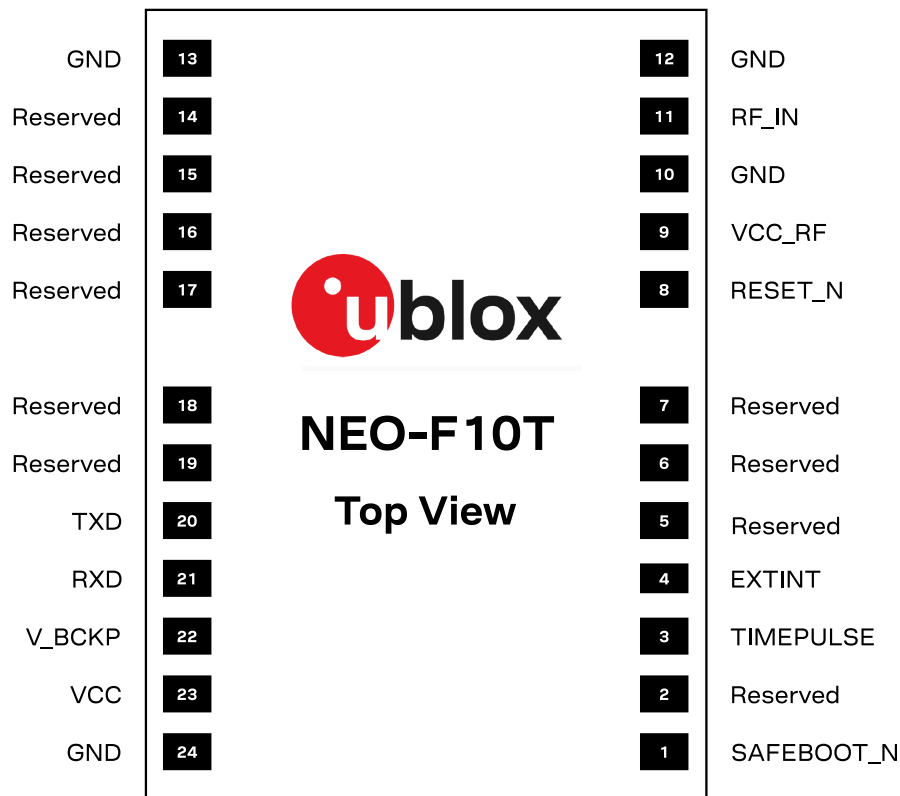 GND 13 12 GND
Reserved 14 11 RF_IN
Reserved 15 10 GND
Reserved 16 9 VCC_RF
Reserved 17 8 RESET_N
ublox
Reserved 18 7 Reserved
NEO-F10T
Reserved 19 6 Reserved
Top View
TXD 20 5 Reserved
RXD 21 4 EXTINT
V_BCKP 22 3 TIMEPULSE
VCC 23 2 Reserved
GND 24 1 SAFEBOOT_N